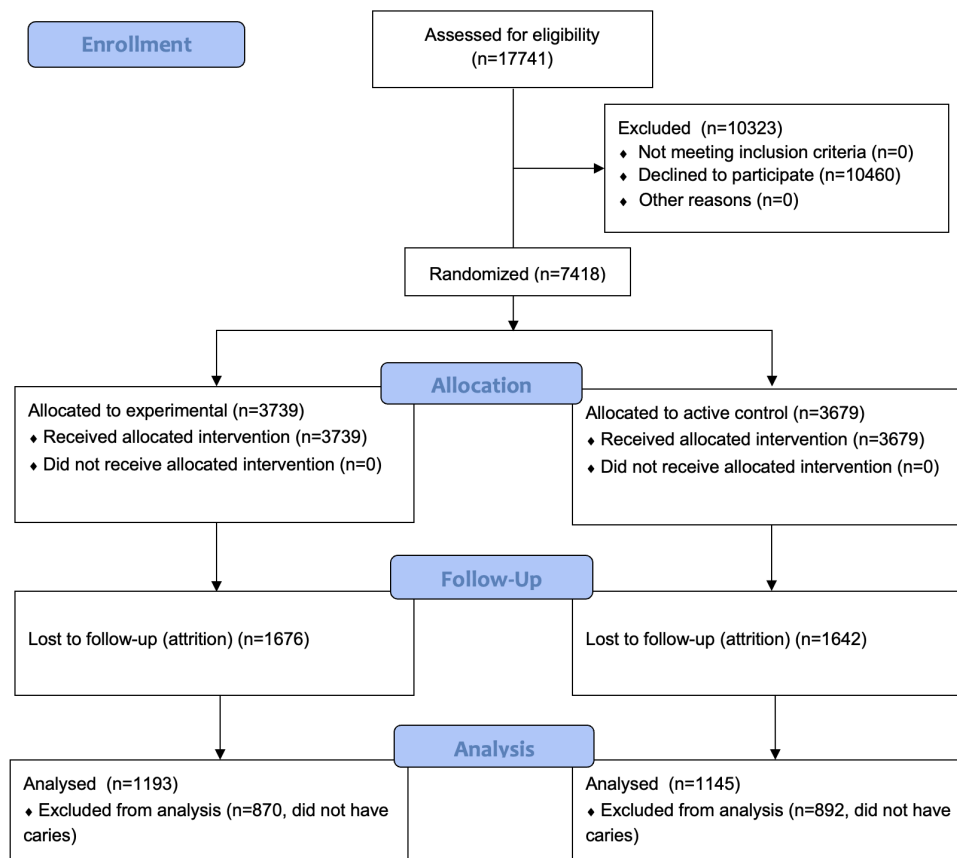 Enrollment
Assessed for eligibility
(n=17741)
Excluded (n=10323)
♦ Not meeting inclusion criteria (n=0)
♦ Declined to participate (n=10460)
♦ Other reasons (n=0)
Randomized (n=7418)
Allocation
Allocated to experimental (n=3739)
♦ Received allocated intervention (n=3739)
♦ Did not receive allocated intervention (n=0)
Allocated to active control (n=3679)
♦ Received allocated intervention (n=3679)
♦ Did not receive allocated intervention (n=0)
Follow-Up
Lost to follow-up (attrition) (n=1676)
Lost to follow-up (attrition) (n=1642)
Analysis
Analysed (n=1193)
♦ Excluded from analysis (n=870, did not have
caries)
Analysed (n=1145)
♦ Excluded from analysis (n=892, did not have
caries)